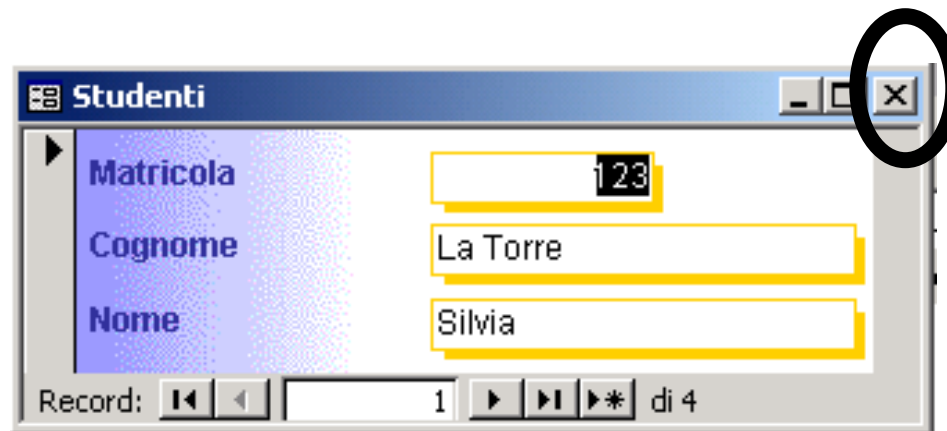 Studenti
Matricola 123
Cognome La Torre
Nome Silvia
Record: 1 di 4